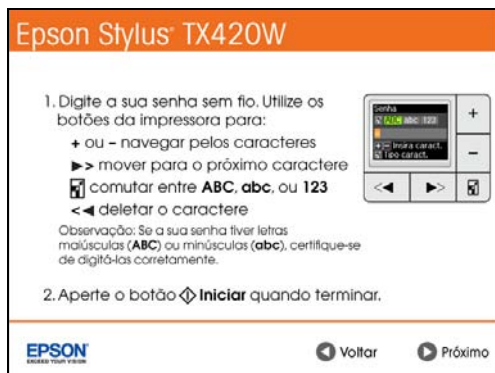 Epson Stylus® TX420W
1. Digite a sua senha sem fio. Utilize os
botões da impressora para:
+ ou – navegar pelos caracteres
▶> mover para o próximo caractere
comutar entre ABC, abc, ou 123
<◀ deletar o caractere
Observação: Se a sua senha tiver letras
maiúsculas (ABC) ou minúsculas (abc), certifique-se
de digitá-las corretamente.
2. Aperte o botão Iniciar quando terminar.
Senha
ABC abc 123
Insira caract.
Tipo caract.
+
–
<◀
▶>
EPSON®
EXCEED YOUR VISION
Voltar
Próximo